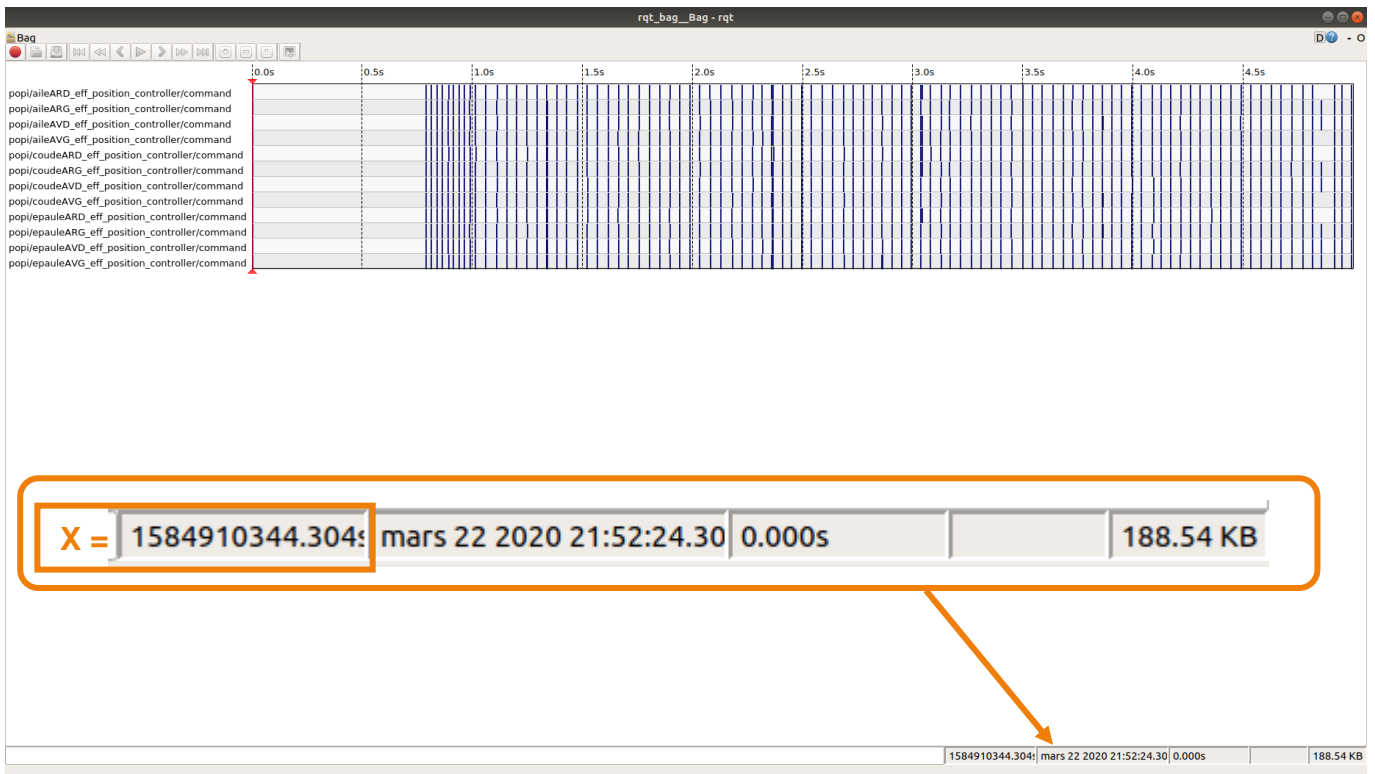 rqt_bag__Bag - rqt
Bag
D - O
0.0s 0.5s 1.0s 1.5s 2.0s 2.5s 3.0s 3.5s 4.0s 4.5s
popi/aileARD_eff_position_controller/command
popi/aileARG_eff_position_controller/command
popi/aileAVD_eff_position_controller/command
popi/aileAVG_eff_position_controller/command
popi/coudeARD_eff_position_controller/command
popi/coudeARG_eff_position_controller/command
popi/coudeAVD_eff_position_controller/command
popi/coudeAVG_eff_position_controller/command
popi/epauleARD_eff_position_controller/command
popi/epauleARG_eff_position_controller/command
popi/epauleAVD_eff_position_controller/command
popi/epauleAVG_eff_position_controller/command
X = 1584910344.304s mars 22 2020 21:52:24.30 0.000s 188.54 KB
1584910344.304s mars 22 2020 21:52:24.30 0.000s 188.54 KB